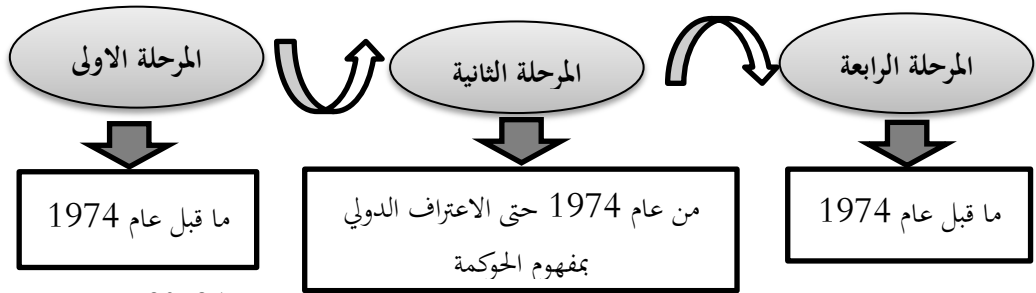 المرحلة الاولى
المرحلة الثانية
المرحلة الرابعة
ما قبل عام 1974
من عام 1974 حتى الاعتراف الدولي
بمفهوم الحوكمة
ما قبل عام 1974